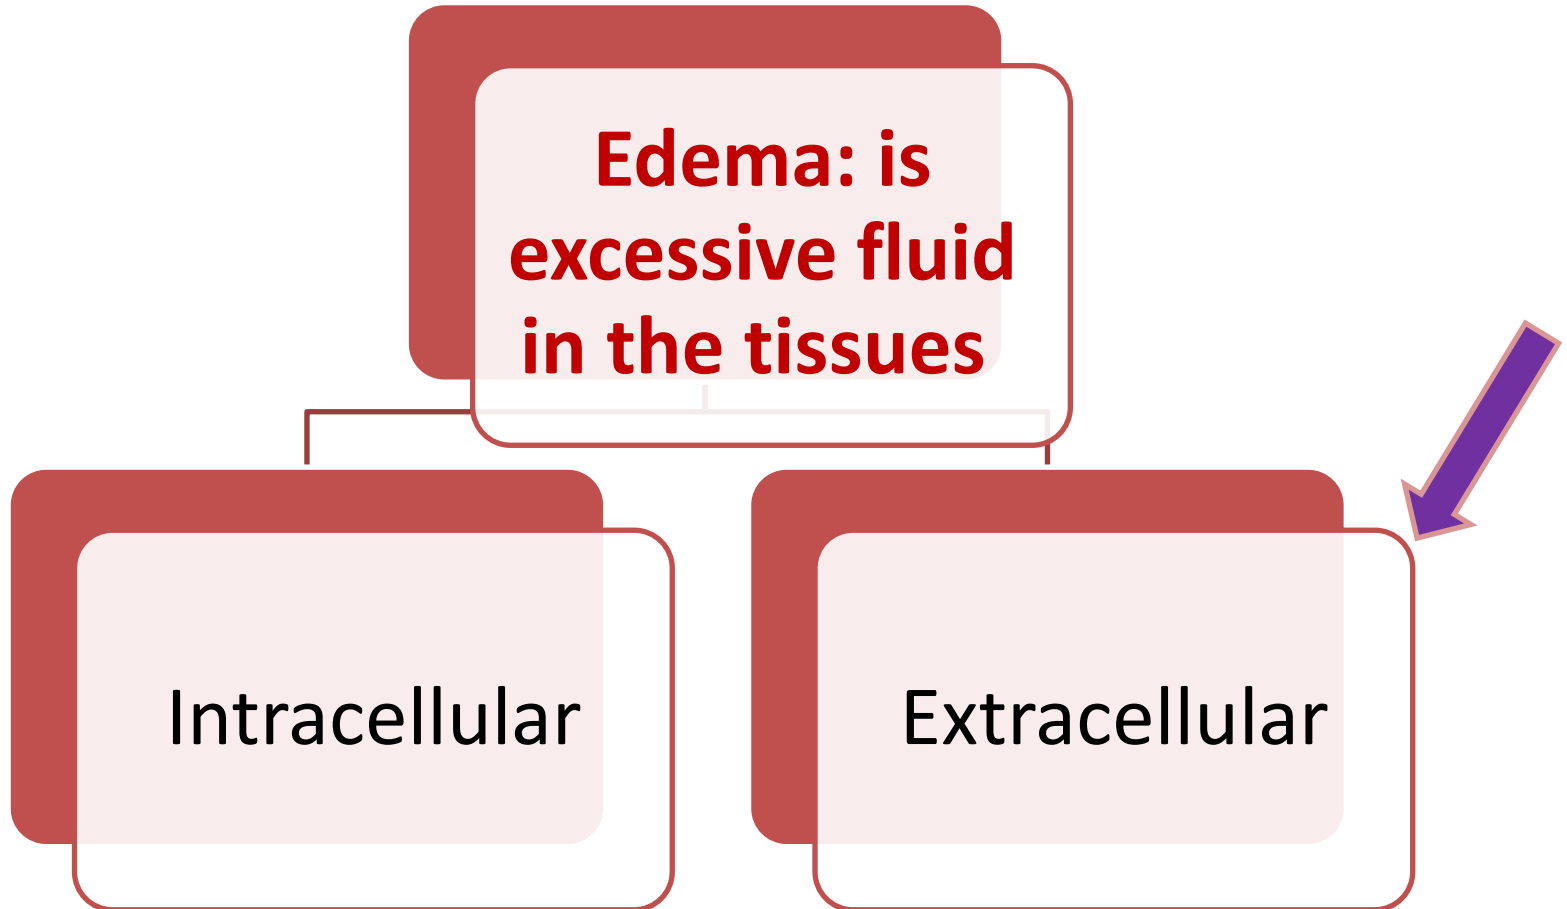 Edema: is
excessive fluid
in the tissues
Intracellular
Extracellular